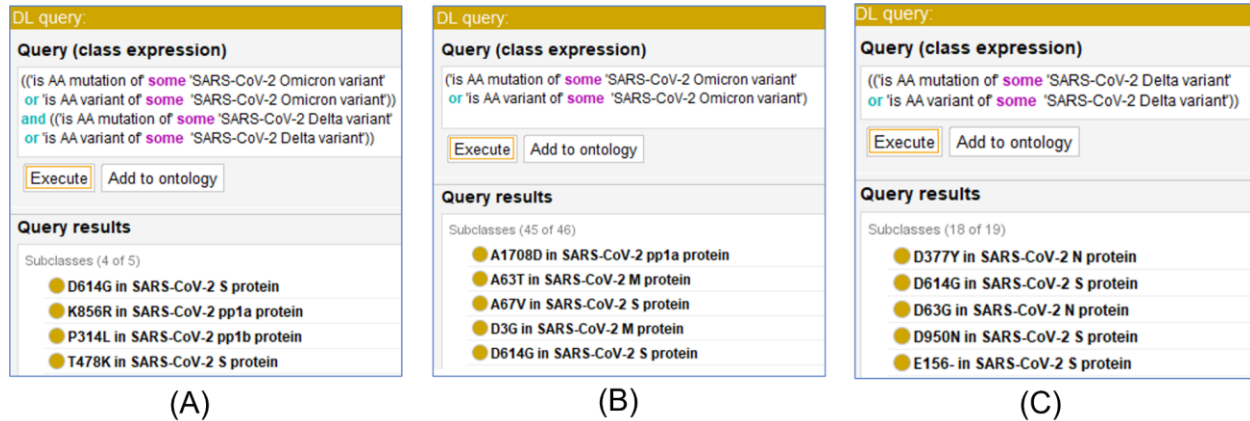 DL query:
Query (class expression)
(('is AA mutation of' some 'SARS-CoV-2 Omicron variant'
or 'is AA variant of' some 'SARS-CoV-2 Omicron variant'))
and (('is AA mutation of' some 'SARS-CoV-2 Delta variant'
or 'is AA variant of' some 'SARS-CoV-2 Delta variant'))
Execute Add to ontology
Query results
Subclasses (4 of 5)
D614G in SARS-CoV-2 S protein
K856R in SARS-CoV-2 pp1a protein
P314L in SARS-CoV-2 pp1b protein
T478K in SARS-CoV-2 S protein
(A)
DL query:
Query (class expression)
('is AA mutation of' some 'SARS-CoV-2 Omicron variant'
or 'is AA variant of' some 'SARS-CoV-2 Omicron variant')
Execute Add to ontology
Query results
Subclasses (45 of 46)
A1708D in SARS-CoV-2 pp1a protein
A63T in SARS-CoV-2 M protein
A67V in SARS-CoV-2 S protein
D3G in SARS-CoV-2 M protein
D614G in SARS-CoV-2 S protein
(B)
DL query:
Query (class expression)
(('is AA mutation of' some 'SARS-CoV-2 Delta variant'
or 'is AA variant of' some 'SARS-CoV-2 Delta variant'))
Execute Add to ontology
Query results
Subclasses (18 of 19)
D377Y in SARS-CoV-2 N protein
D614G in SARS-CoV-2 S protein
D63G in SARS-CoV-2 N protein
D950N in SARS-CoV-2 S protein
E156- in SARS-CoV-2 S protein
(C)